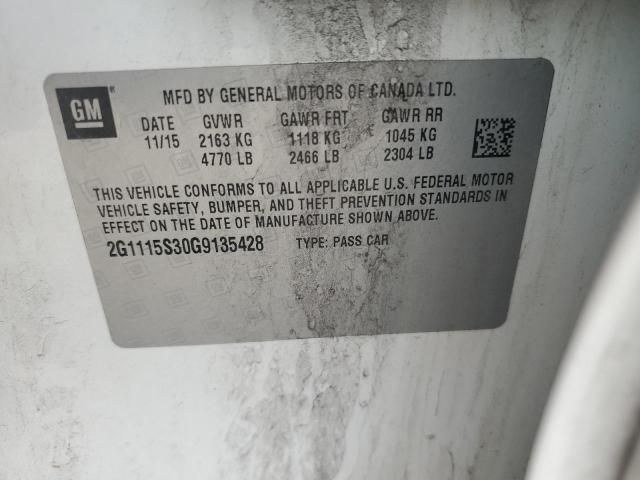 GM ®
MFD BY GENERAL MOTORS OF CANADA LTD.
DATE GVWR GAWR FRT GAWR RR
11/15 2163 KG 1118 KG 1045 KG
4770 LB 2466 LB 2304 LB
THIS VEHICLE CONFORMS TO ALL APPLICABLE U.S. FEDERAL MOTOR
VEHICLE SAFETY, BUMPER, AND THEFT PREVENTION STANDARDS IN
EFFECT ON THE DATE OF MANUFACTURE SHOWN ABOVE.
2G1115S30G9135428 TYPE: PASS CAR